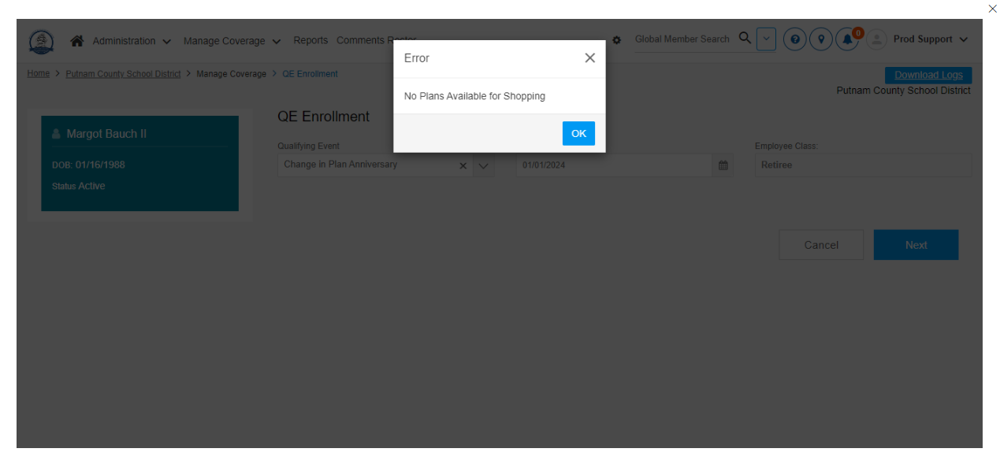 Administration Manage Coverage Reports Comments Roster Global Member Search 0 Prod Support
Home > Putnam County School District > Manage Coverage > QE Enrollment
Download Logs
Putnam County School District
Error
No Plans Available for Shopping
OK
Margot Bauch II
DOB: 01/16/1988
Status Active
QE Enrollment
Qualifying Event
Employee Class:
Change in Plan Anniversary
01/01/2024
Retiree
Cancel
Next